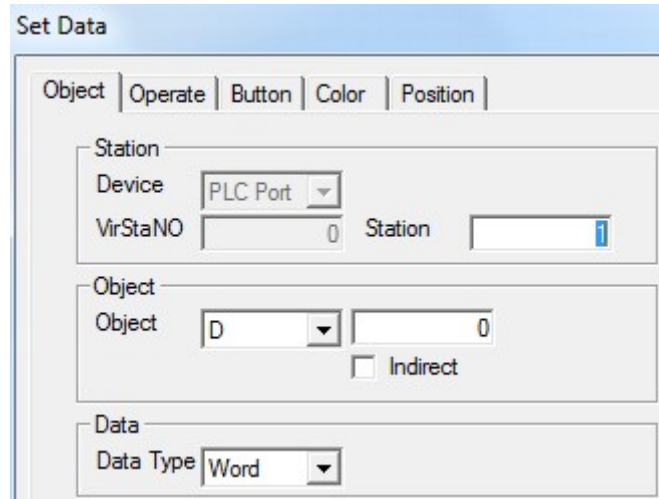 Set Data
Object Operate Button Color Position
Station
Device PLC Port
VirStaNO 0 Station 1
Object
Object D 0
Indirect
Data
Data Type Word